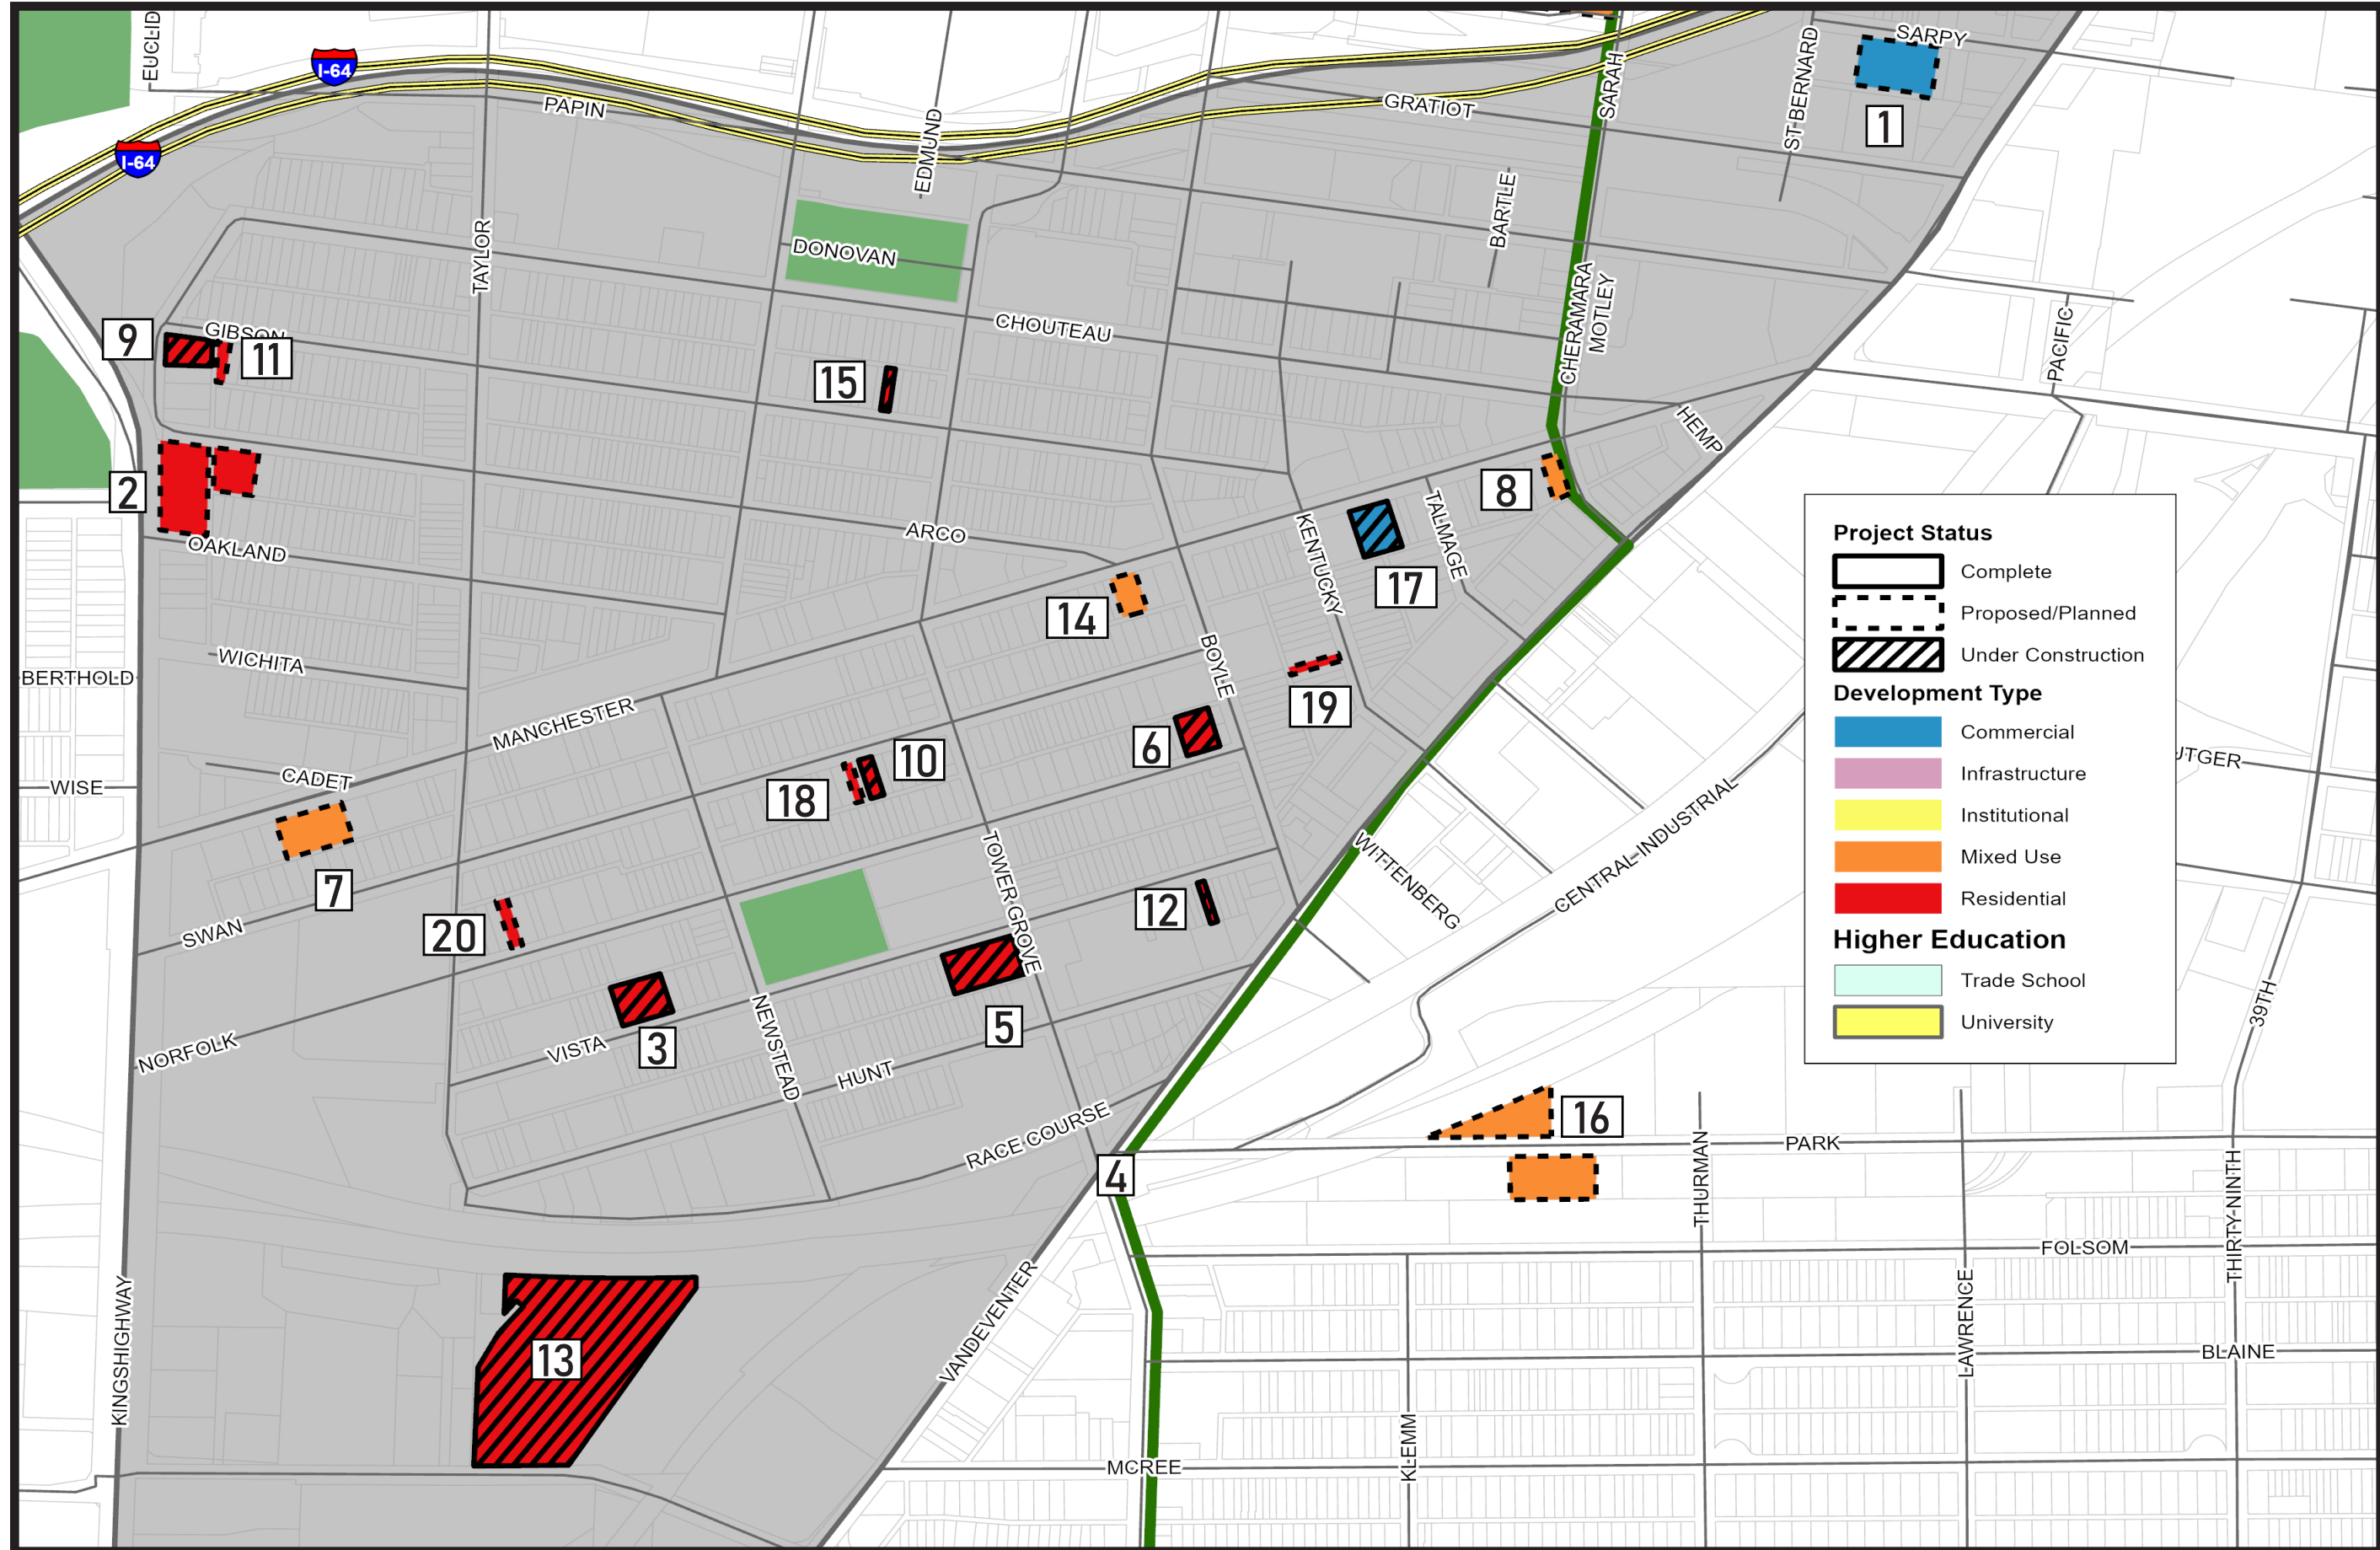 EUCLID
I-64
I-64
PAPIN
EDMUND
GRATIOT
SARAH
ST BERNARD
SARPY
1
TAYLOR
DONOVAN
BARTLE
CHERAMARA
MOTLEY
CHOUTEAU
PACIFIC
GIBSON
9
11
15
HEMP
2
OAKLAND
ARCO
8
KENTUCKY
TALMAGE
17
14
BOYLE
19
WICHITA
BERTHOLD
MANCHESTER
6
10
18
CADET
WISE
7
SWAN
20
TOWER GROVE
12
WITTENBERG
CENTRAL INDUSTRIAL
Project Status
Complete
Proposed/Planned
Under Construction
Development Type
Commercial
Infrastructure
Institutional
Mixed Use
Residential
Higher Education
Trade School
University
UTGER
39TH
NORFOLK
VISTA
3
NEWSTEAD
5
HUNT
RACE COURSE
4
16
PARK
THURMAN
THIRTY-NINTH
FOLSOM
LAWRENCE
BLAINE
KINGSHIGHWAY
13
VANDEVENTER
MCREE
KLEMM